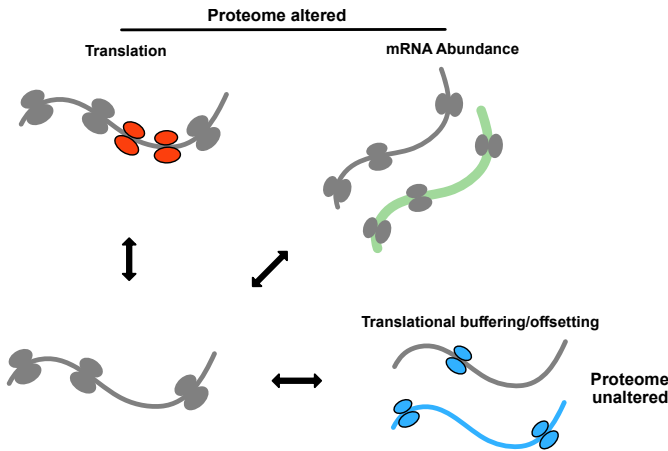 Proteome altered
Translation
mRNA Abundance
Translational buffering/offsetting
Proteome
unaltered